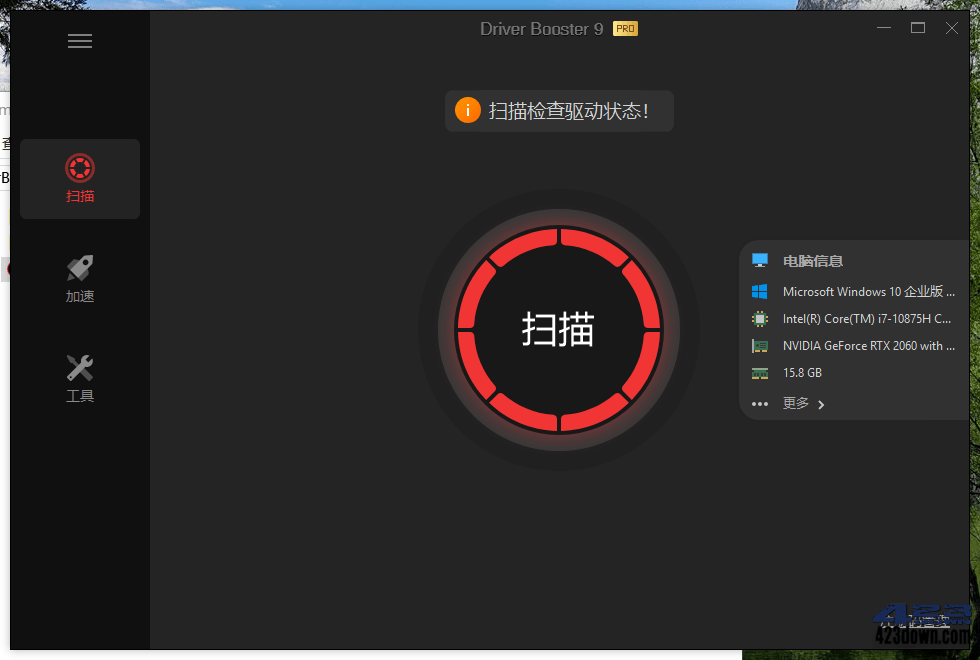 Driver Booster 9 PRO
扫描检查驱动状态!
扫描
加速
工具
扫描
电脑信息
Microsoft Windows 10 企业版 ...
Intel(R) Core(TM) i7-10875H C...
NVIDIA GeForce RTX 2060 with ...
15.8 GB
更多
423down.com